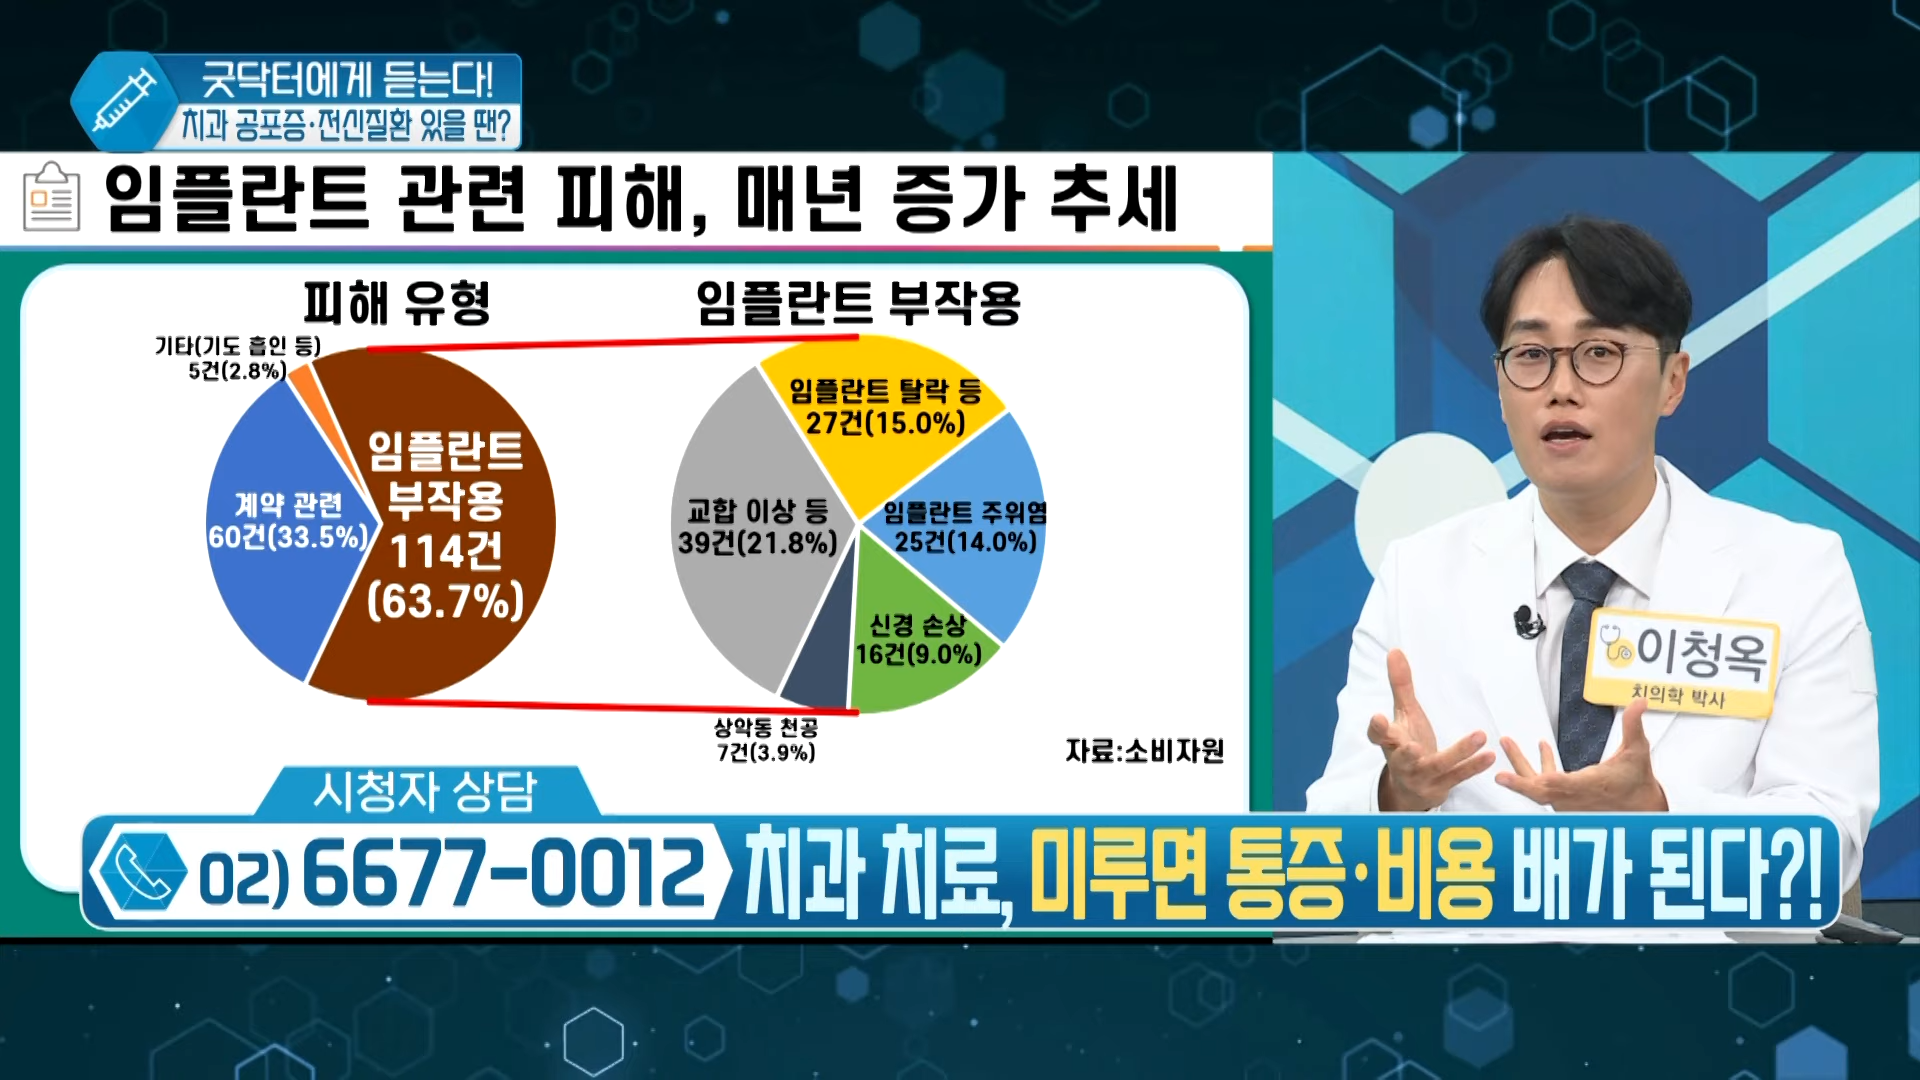 굿닥터에게 듣는다!
치과 공포증·전신질환 있을 땐?
임플란트 관련 피해, 매년 증가 추세
피해 유형
기타(기도 흡인 등)
5건(2.8%)
계약 관련
60건(33.5%)
임플란트
부작용
114건
(63.7%)
임플란트 부작용
임플란트 탈락 등
27건(15.0%)
임플란트 주위염
25건(14.0%)
교합 이상 등
39건(21.8%)
신경 손상
16건(9.0%)
상악동 천공
7건(3.9%)
자료:소비자원
이청옥
치의학 박사
시청자 상담
02)6677-0012
치과 치료, 미루면 통증·비용 배가 된다?!